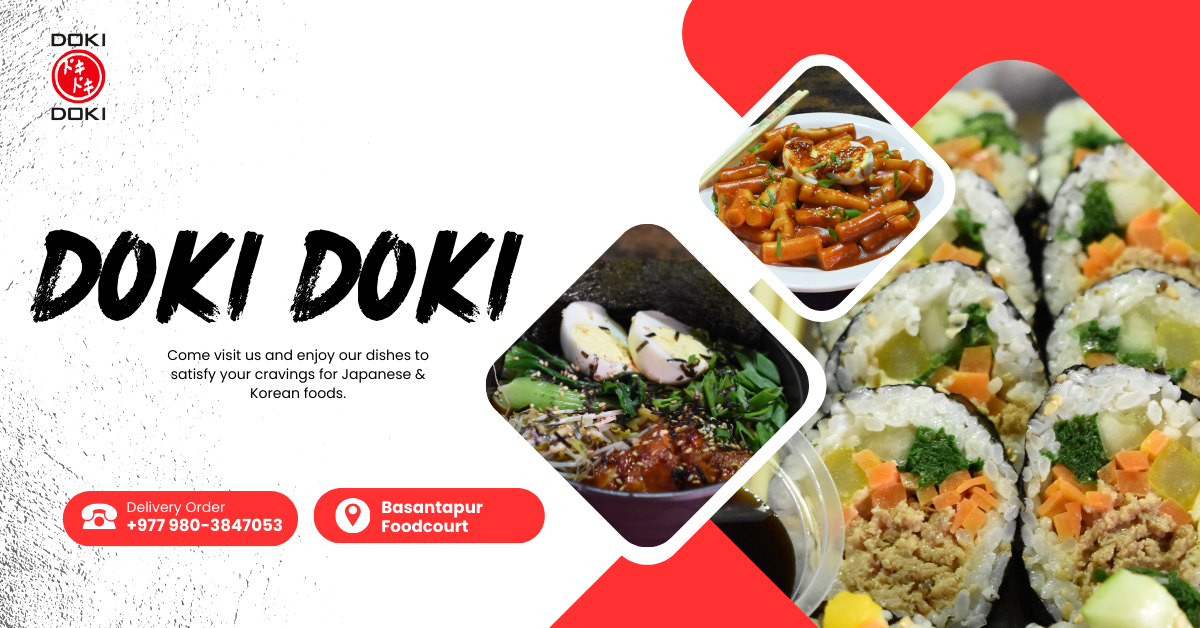 DOKI
ドキ
ドキ
DOKI
DOKI DOKI
Come visit us and enjoy our dishes to
satisfy your cravings for Japanese &
Korean foods.
Delivery Order
+977 980-3847053
Basantapur
Foodcourt